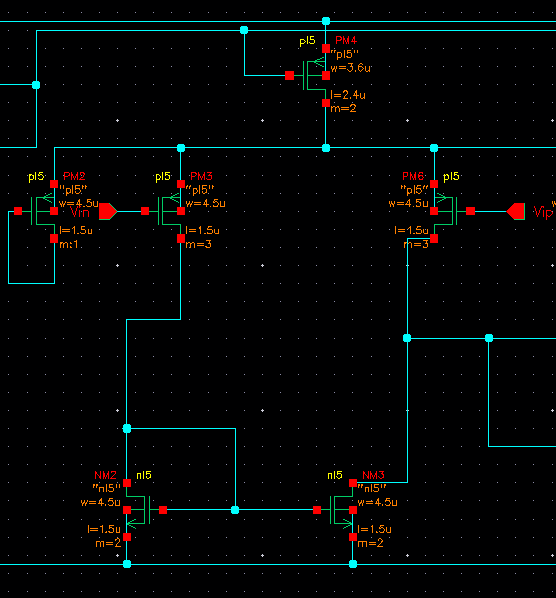 pl5 PM4
"pl5"
w=3.6u
l=2.4u
m=2
pl5 PM2
"pl5"
w=4.5u
l=1.5u
m:1
Vin
pl5 PM3
"pl5"
w=4.5u
l=1.5u
m=3
PM6 pl5
"pl5"
w=4.5u
l=1.5u
m=3
Vip
NM2 nl5
"nl5"
w=4.5u
l=1.5u
m=2
nl5 NM3
"nl5"
w=4.5u
l=1.5u
m=2